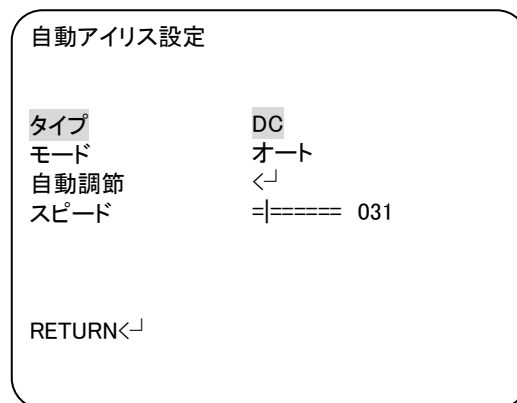 自動アイリス設定
タイプ DC
モード オート
自動調節 <┘
スピード =|====== 031
RETURN<┘